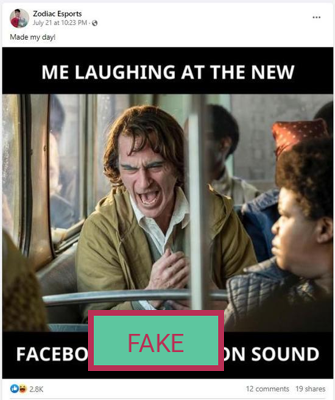 Zodiac Esports
July 21 at 10:23 PM
Made my day!
ME LAUGHING AT THE NEW
FAKE
FACEBO ON SOUND
2.8K 12 comments 19 shares